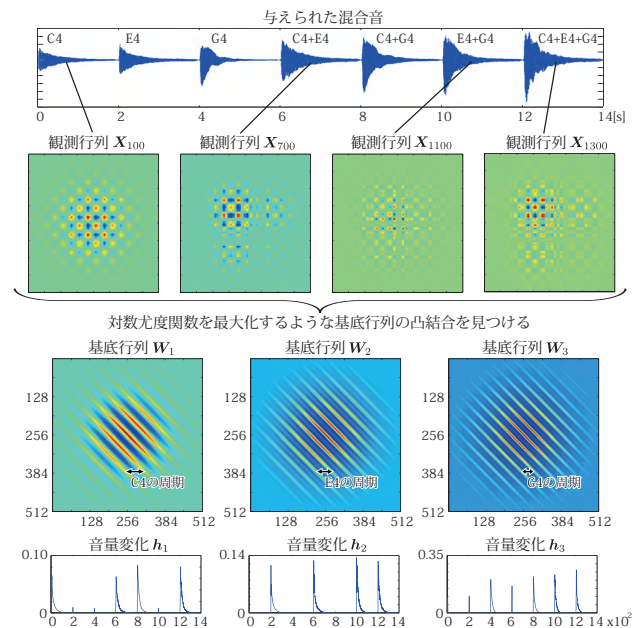 与えられた混合音
C4 E4 G4 C4+E4 C4+G4 E4+G4 C4+E4+G4
0 2 4 6 8 10 12 14[s]
観測行列 X100 観測行列 X700 観測行列 X1100 観測行列 X1300
対数尤度関数を最大化するような基底行列の凸結合を見つける
基底行列 W1 基底行列 W2 基底行列 W3
128
256
384
512
C4の周期 E4の周期 G4の周期
128 256 384 512 128 256 384 512 128 256 384 512
音量変化 h1 音量変化 h2 音量変化 h3
0.10 0.14 0.35
0 0 0
0 2 4 6 8 10 12 14 0 2 4 6 8 10 12 14 0 2 4 6 8 10 12 14 x10²